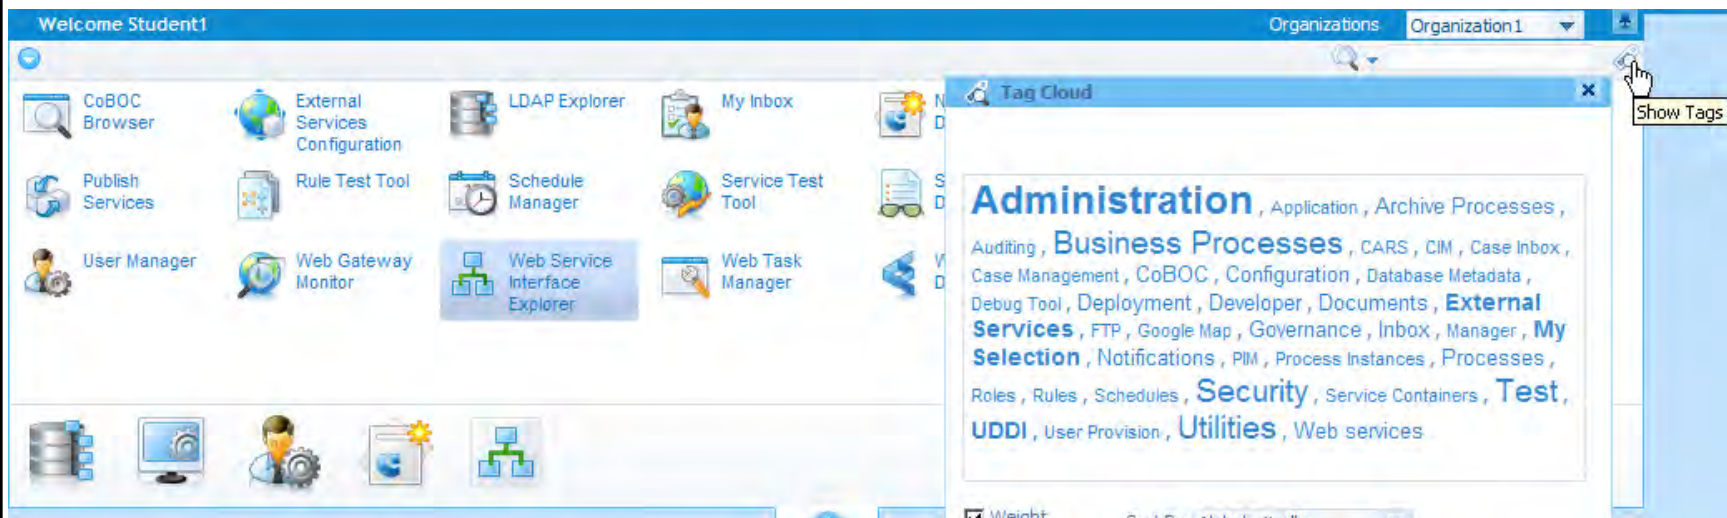 Welcome Student1
Organizations
Organization1
CoBOC
Browser
External
Services
Configuration
LDAP Explorer
My Inbox
Tag Cloud
Show Tags
Publish
Services
Rule Test Tool
Schedule
Manager
Service Test
Tool
User Manager
Web Gateway
Monitor
Web Service
Interface
Explorer
Web Task
Manager
Administration , Application , Archive Processes ,
Auditing , Business Processes , CARS , CIM , Case Inbox ,
Case Management , CoBOC , Configuration , Database Metadata ,
Debug Tool , Deployment , Developer , Documents , External
Services , FTP , Google Map , Governance , Inbox , Manager , My
Selection , Notifications , PIM , Process Instances , Processes ,
Roles , Rules , Schedules , Security , Service Containers , Test ,
UDDI , User Provision , Utilities , Web services
Weight